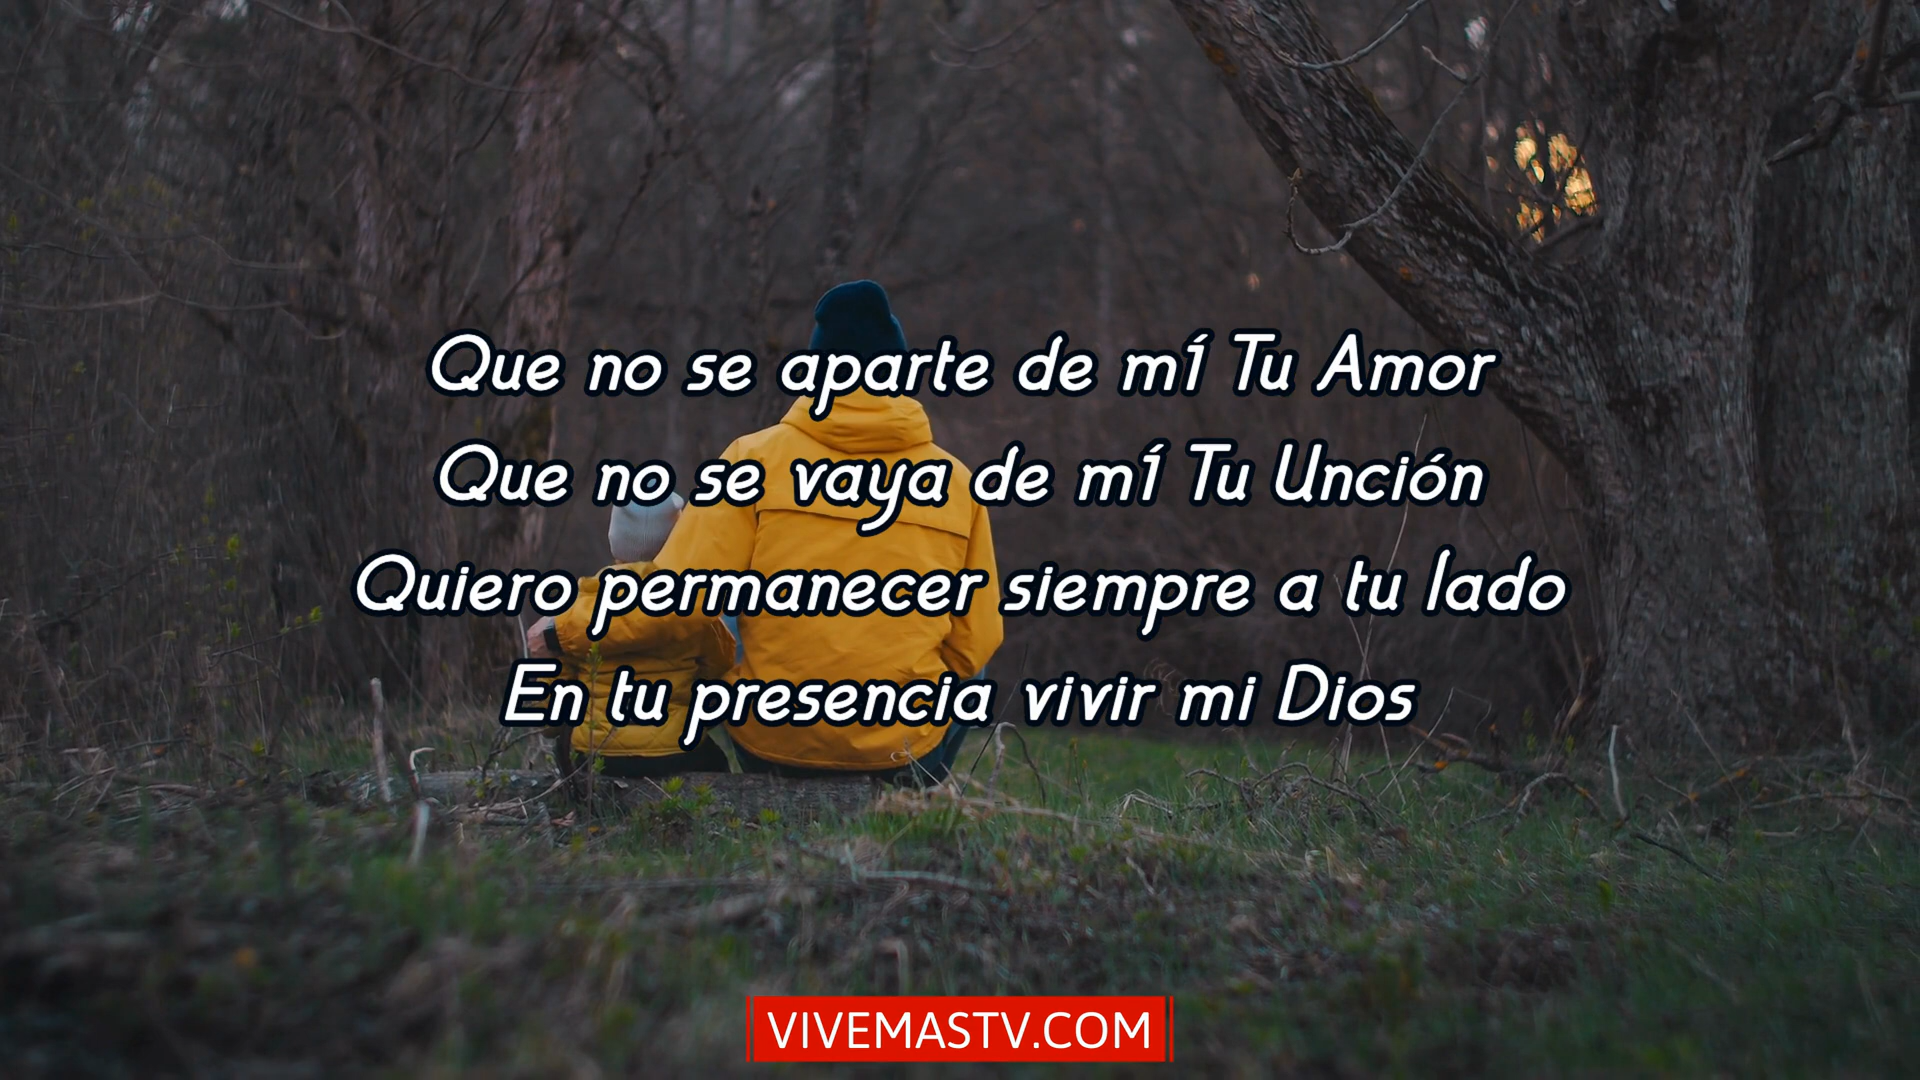 Que no se aparte de mí Tu Amor
Que no se vaya de mí Tu Unción
Quiero permanecer siempre a tu lado
En tu presencia vivir mi Dios
VIVEMASTV.COM